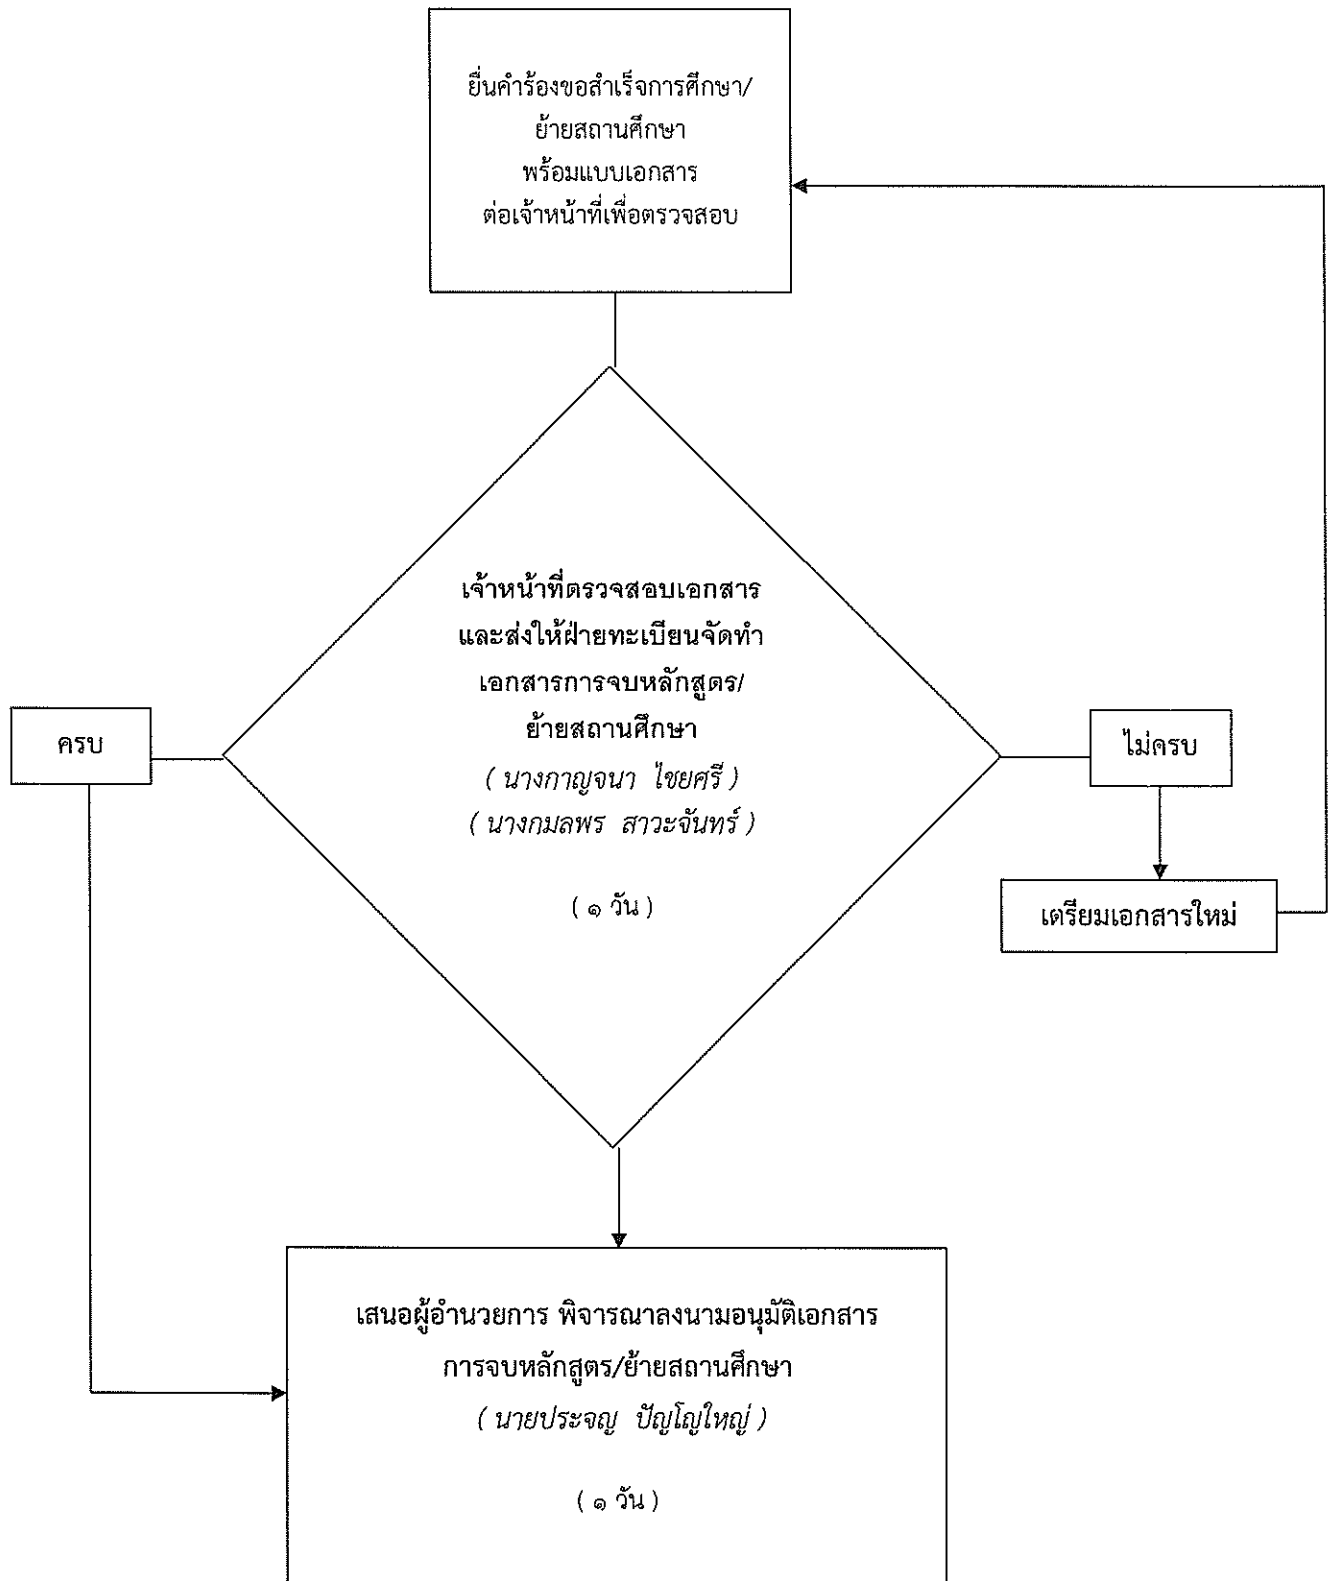 ยื่นคำร้องขอสำเร็จการศึกษา/
ย้ายสถานศึกษา
พร้อมแบบเอกสาร
ต่อเจ้าหน้าที่เพื่อตรวจสอบ
เจ้าหน้าที่ตรวจสอบเอกสาร
และส่งให้ฝ่ายทะเบียนจัดทำ
เอกสารการจบหลักสูตร/
ย้ายสถานศึกษา
( นางกาญจนา ไชยศรี )
( นางกมลพร สาวะจันทร์ )
( ๑ วัน )
ครบ
ไม่ครบ
เตรียมเอกสารใหม่
เสนอผู้อำนวยการ พิจารณาลงนามอนุมัติเอกสาร
การจบหลักสูตร/ย้ายสถานศึกษา
( นายประจญ ปัญโญใหญ่ )
( ๑ วัน )